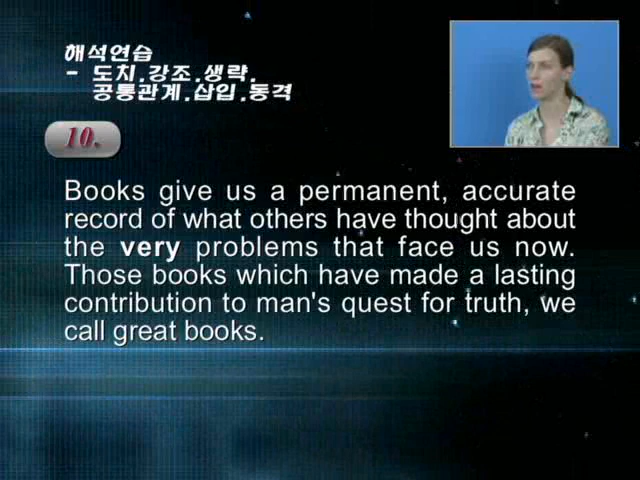 해석연습
- 도치.강조.생략.
공통관계.삽입.동격
10.
Books give us a permanent, accurate
record of what others have thought about
the very problems that face us now.
Those books which have made a lasting
contribution to man's quest for truth, we
call great books.